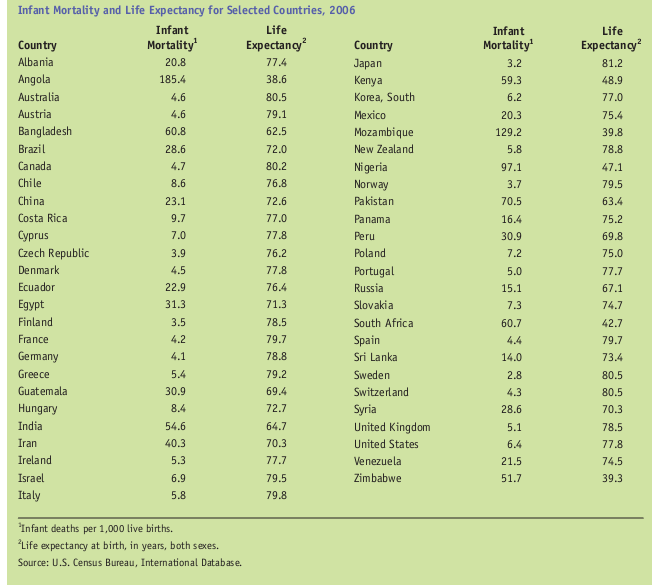 Infant Mortality and Life Expectancy for Selected Countries, 2006
Country Infant Mortality¹ Life Expectancy² Country Infant Mortality¹ Life Expectancy²
Albania 20.8 77.4 Japan 3.2 81.2
Angola 185.4 38.6 Kenya 59.3 48.9
Australia 4.6 80.5 Korea, South 6.2 77.0
Austria 4.6 79.1 Mexico 20.3 75.4
Bangladesh 60.8 62.5 Mozambique 129.2 39.8
Brazil 28.6 72.0 New Zealand 5.8 78.8
Canada 4.7 80.2 Nigeria 97.1 47.1
Chile 8.6 76.8 Norway 3.7 79.5
China 23.1 72.6 Pakistan 70.5 63.4
Costa Rica 9.7 77.0 Panama 16.4 75.2
Cyprus 7.0 77.8 Peru 30.9 69.8
Czech Republic 3.9 76.2 Poland 7.2 75.0
Denmark 4.5 77.8 Portugal 5.0 77.7
Ecuador 22.9 76.4 Russia 15.1 67.1
Egypt 31.3 71.3 Slovakia 7.3 74.7
Finland 3.5 78.5 South Africa 60.7 42.7
France 4.2 79.7 Spain 4.4 79.7
Germany 4.1 78.8 Sri Lanka 14.0 73.4
Greece 5.4 79.2 Sweden 2.8 80.5
Guatemala 30.9 69.4 Switzerland 4.3 80.5
Hungary 8.4 72.7 Syria 28.6 70.3
India 54.6 64.7 United Kingdom 5.1 78.5
Iran 40.3 70.3 United States 6.4 77.8
Ireland 5.3 77.7 Venezuela 21.5 74.5
Israel 6.9 79.5 Zimbabwe 51.7 39.3
Italy 5.8 79.8
¹Infant deaths per 1,000 live births.
²Life expectancy at birth, in years, both sexes.
Source: U.S. Census Bureau, International Database.